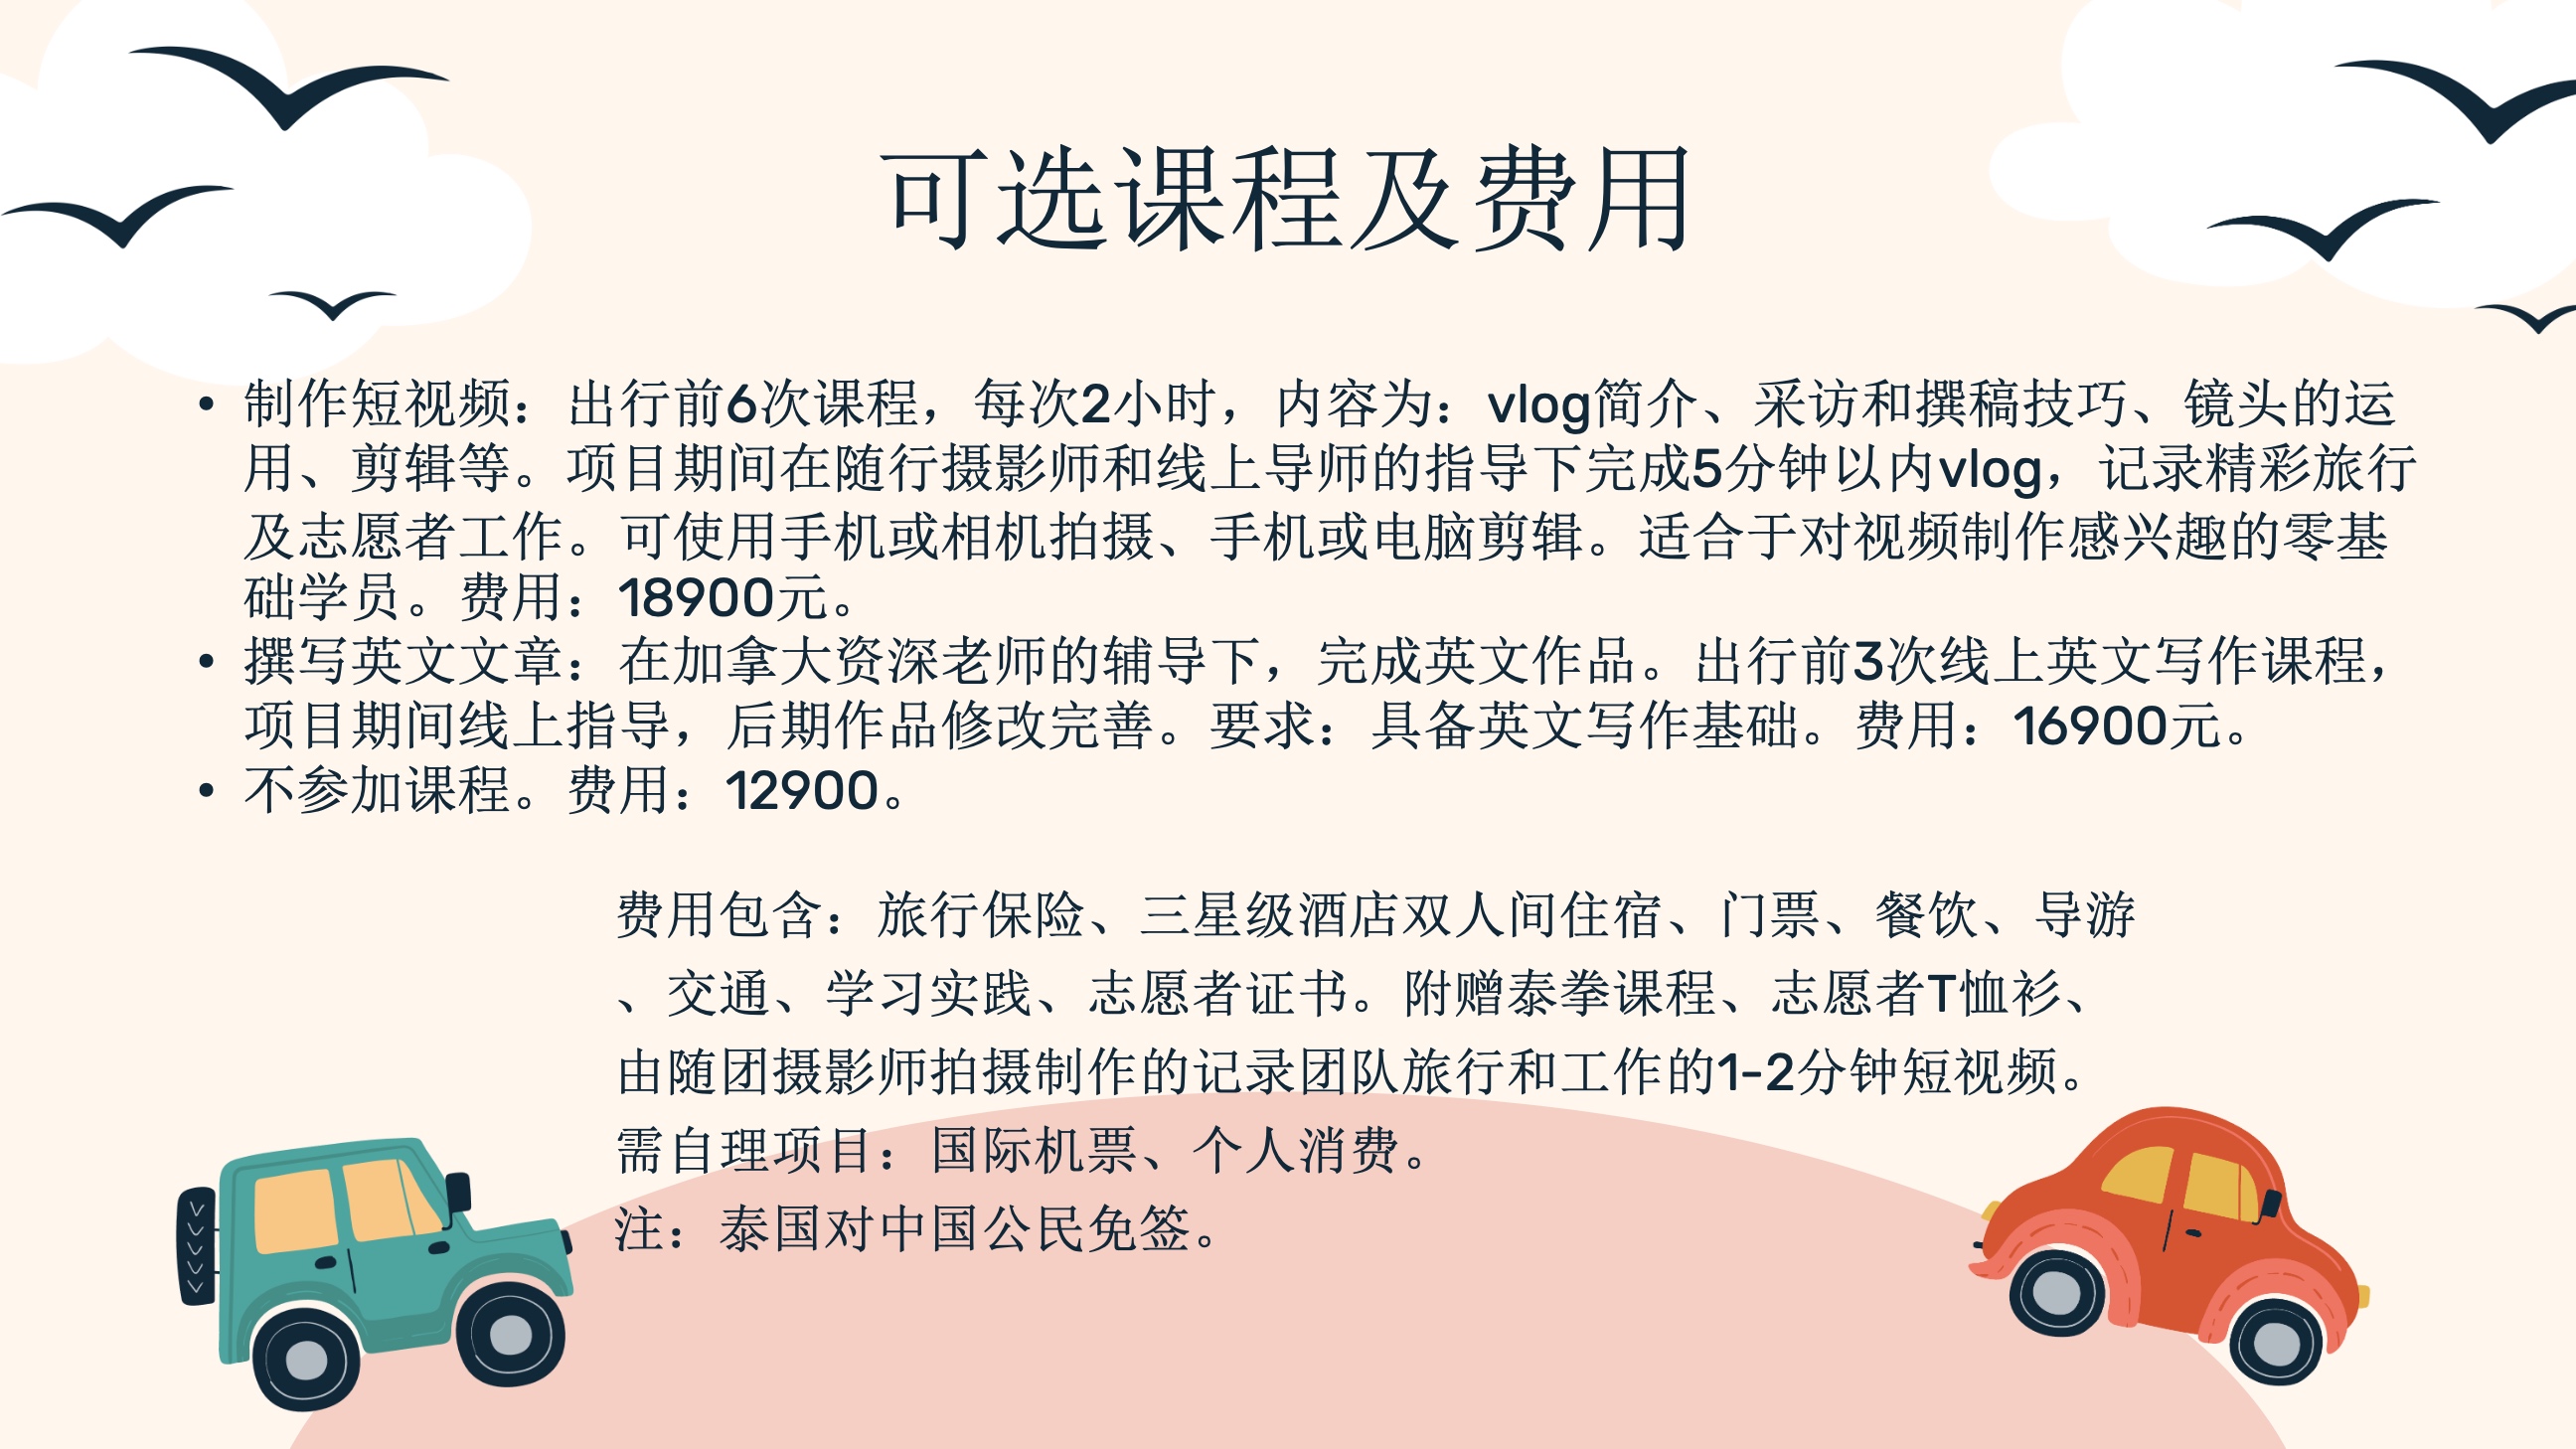 可选课程及费用
• 制作短视频：出行前6次课程，每次2小时，内容为：vlog简介、采访和撰稿技巧、镜头的运
用、剪辑等。项目期间在随行摄影师和线上导师的指导下完成5分钟以内vlog，记录精彩旅行
及志愿者工作。可使用手机或相机拍摄、手机或电脑剪辑。适合于对视频制作感兴趣的零基
础学员。费用：18900元。
• 撰写英文文章：在加拿大资深老师的辅导下，完成英文作品。出行前3次线上英文写作课程，
项目期间线上指导，后期作品修改完善。要求：具备英文写作基础。费用：16900元。
• 不参加课程。费用：12900。
费用包含：旅行保险、三星级酒店双人间住宿、门票、餐饮、导游
、交通、学习实践、志愿者证书。附赠泰拳课程、志愿者T恤衫、
由随团摄影师拍摄制作的记录团队旅行和工作的1-2分钟短视频。
需自理项目：国际机票、个人消费。
注：泰国对中国公民免签。